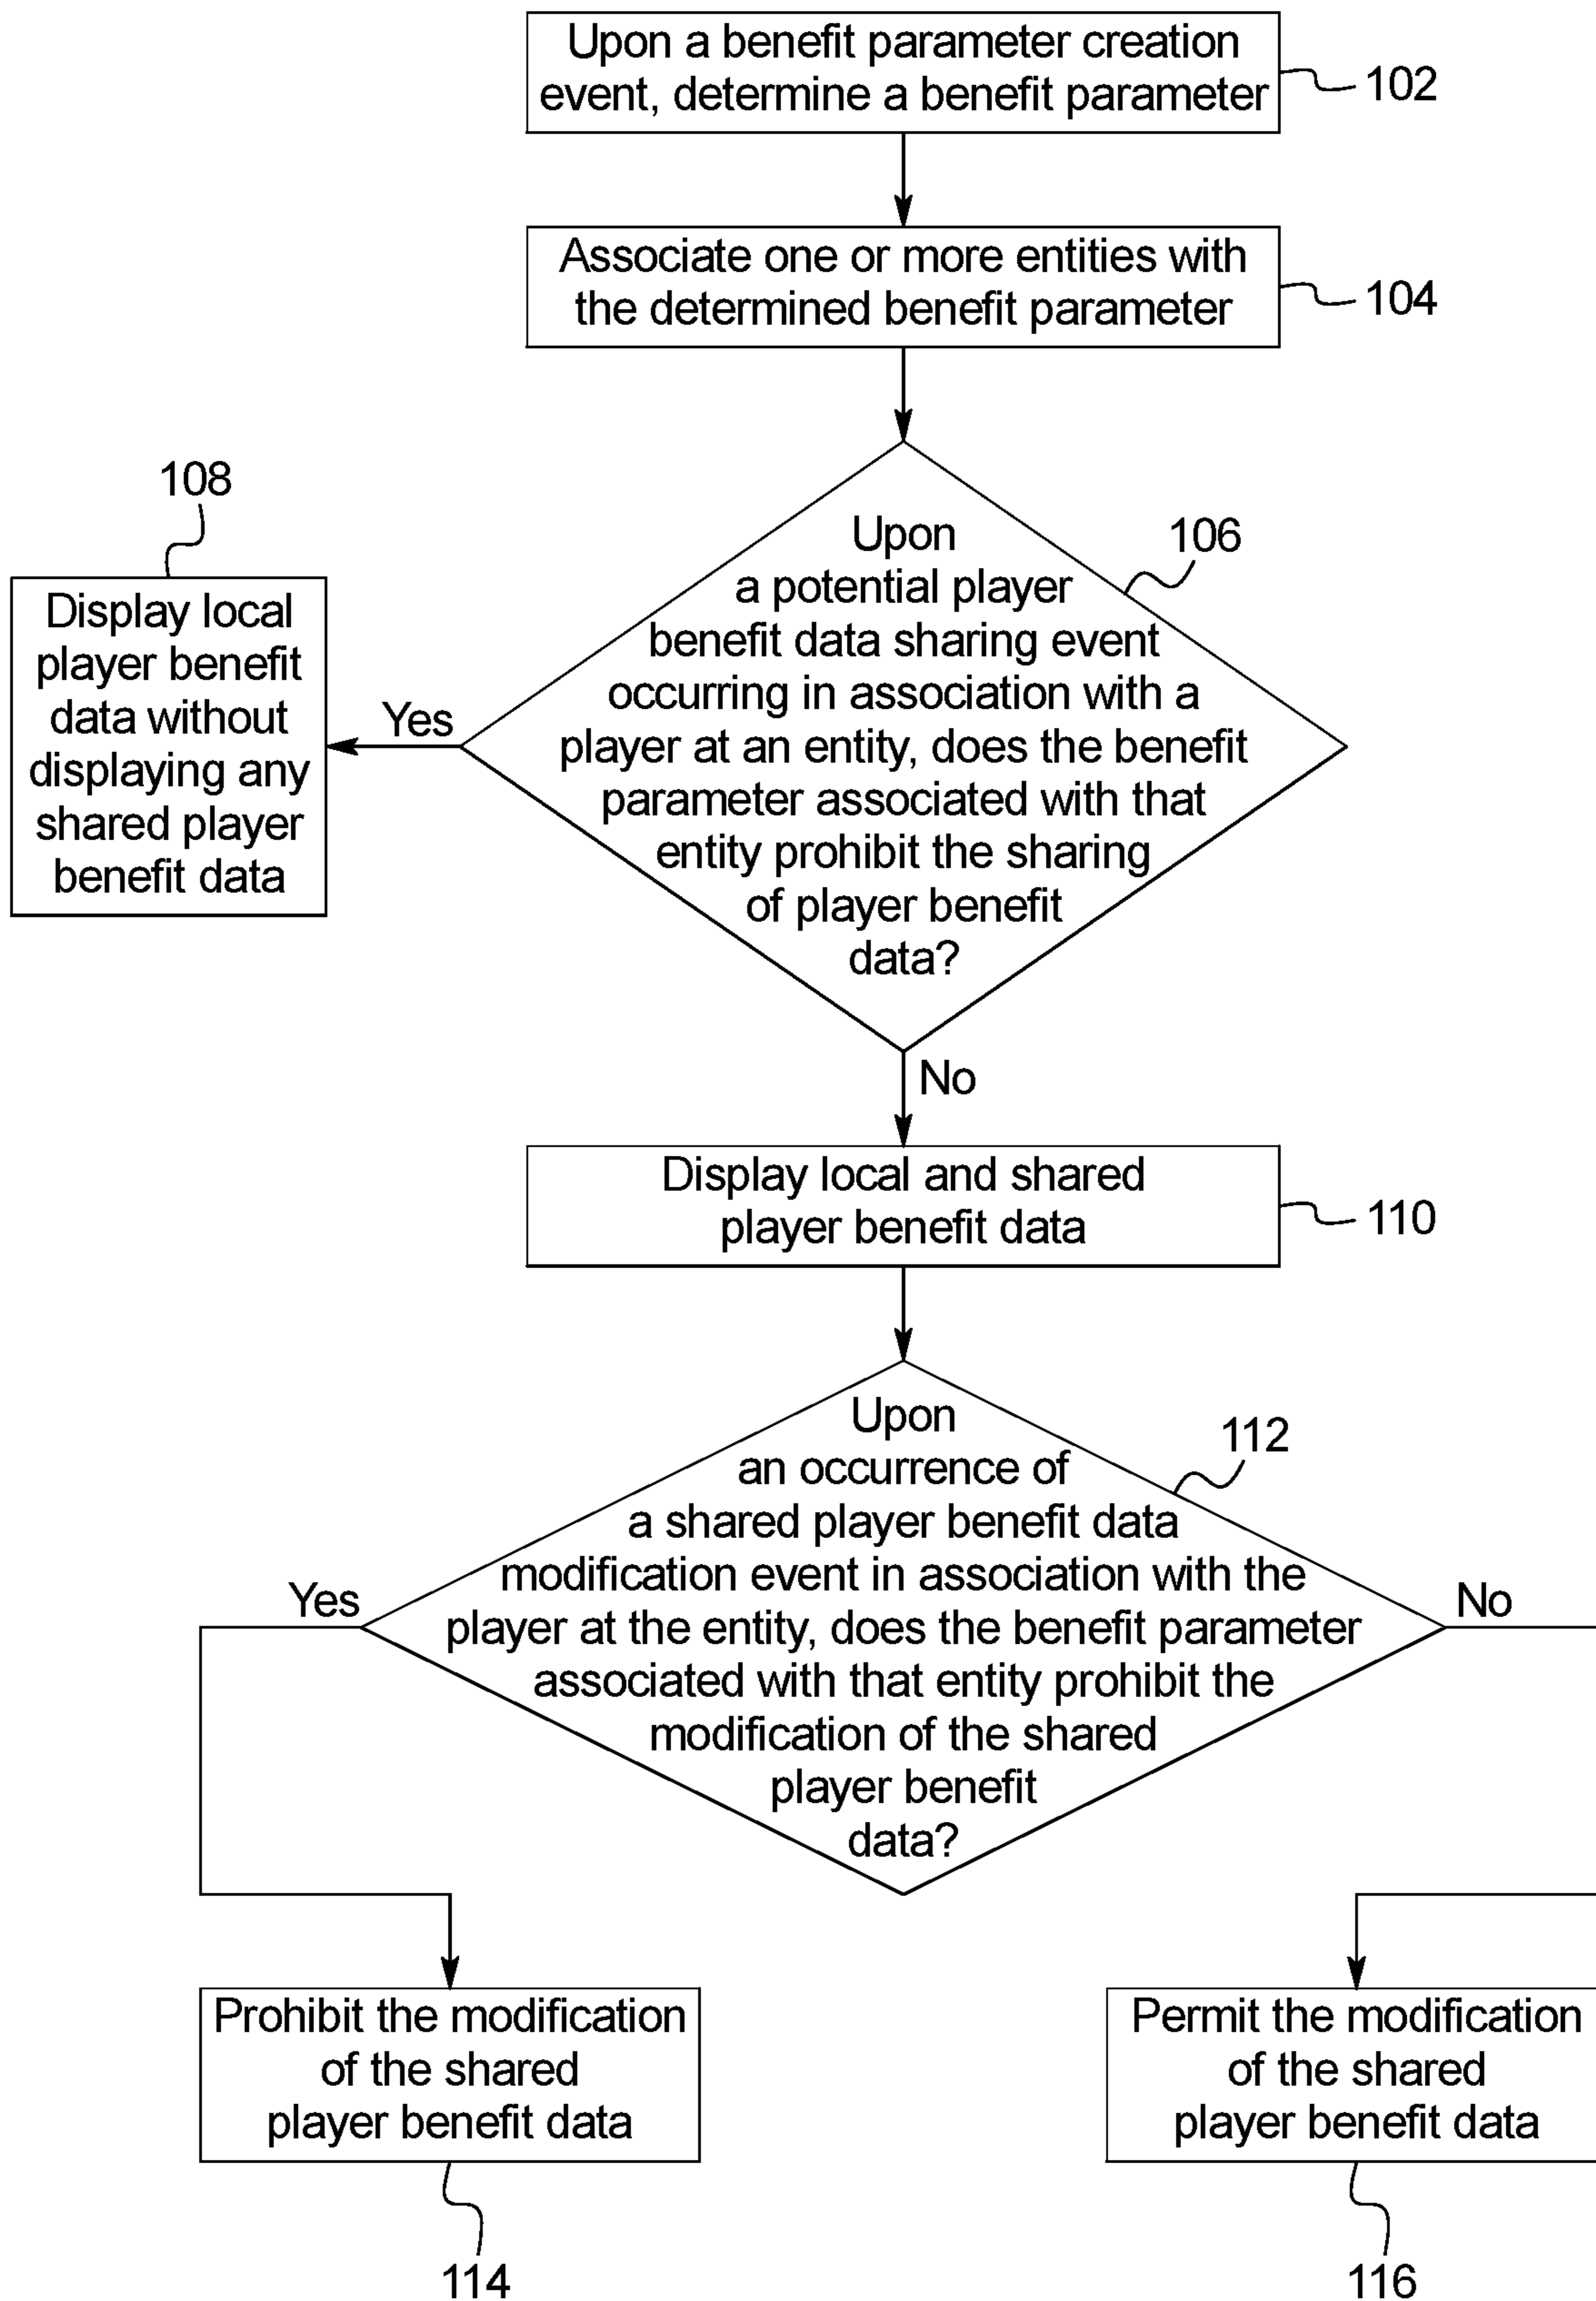 Upon a benefit parameter creation
event, determine a benefit parameter
102
Associate one or more entities with
the determined benefit parameter
104
108
Display local
player benefit
data without
displaying any
shared player
benefit data
Yes
Upon
a potential player
benefit data sharing event
occurring in association with a
player at an entity, does the benefit
parameter associated with that
entity prohibit the sharing
of player benefit
data?
106
No
Display local and shared
player benefit data
110
Upon
an occurrence of
a shared player benefit data
modification event in association with the
player at the entity, does the benefit parameter
associated with that entity prohibit the
modification of the shared
player benefit
data?
112
Yes
No
Prohibit the modification
of the shared
player benefit data
114
Permit the modification
of the shared
player benefit data
116